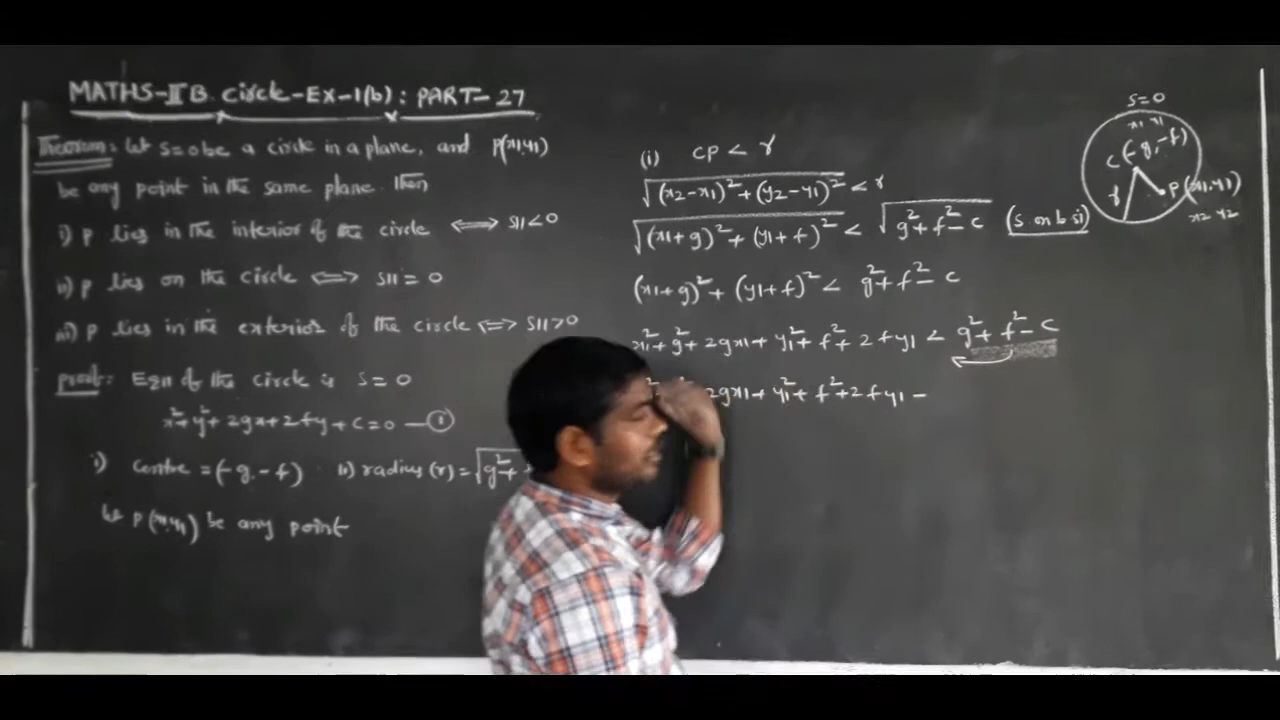 MATHS-II B. Circle-Ex-1(b): PART-27
Theorem: Let S=0 be a circle in a plane, and P(x1,y1)
be any point in the same plane. Then
i) P lies in the interior of the circle ⟺ S11<0
ii) P lies on the circle ⟺ S11 = 0
iii) P lies in the exterior of the circle ⟺ S11>0
Proof: Eqn of the circle is S=0
x²+y²+2gx+2fy+c=0 —①
i) Centre = (-g,-f) ii) radius (r) = √g²+
Let P(x1,y1) be any point
(i) CP < r
√(x2-x1)²+(y2-y1)² < r
√(x1+g)²+(y1+f)² < √g²+f²-c (S. on b. si)
(x1+g)²+(y1+f)² < g²+f²-c
x1²+g²+2gx1+y1²+f²+2fy1 < g²+f²-c
2gx1+y1²+f²+2fy1 -
S=0
x1 y1
C(-g,-f)
r
P(x1,y1)
x2 y2